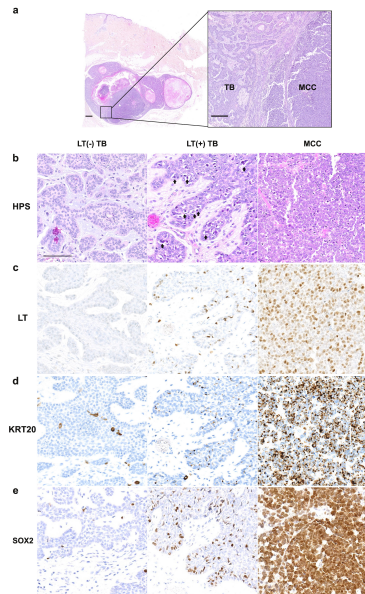 a
TB
MCC
LT(-) TB
LT(+) TB
MCC
b
HPS
c
LT
d
KRT20
e
SOX2